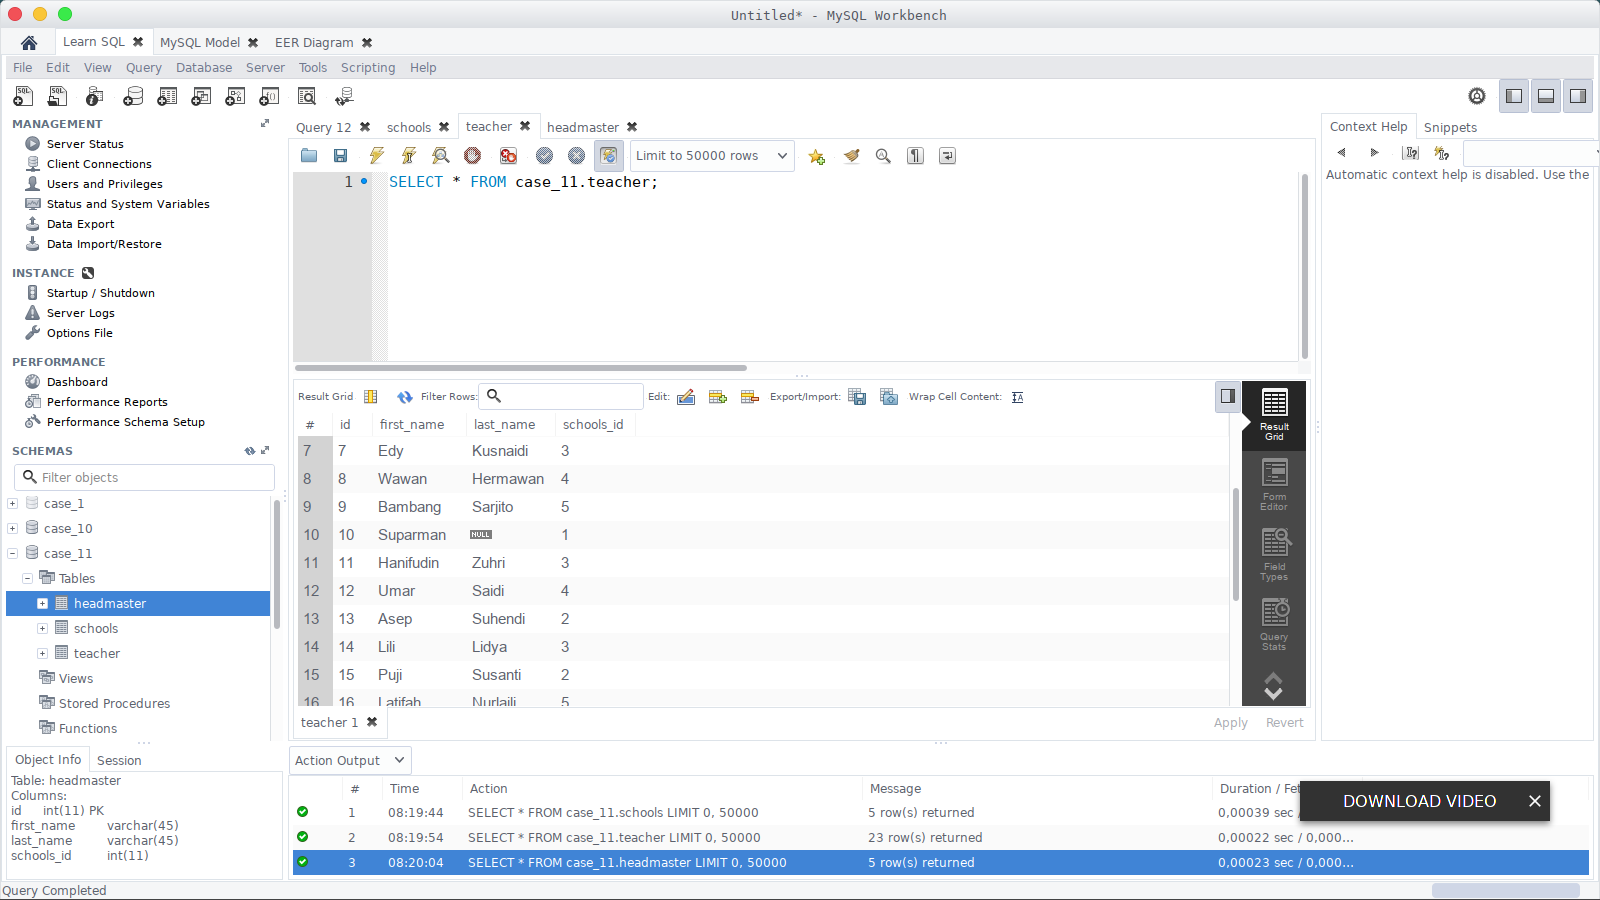 Untitled* - MySQL Workbench
Learn SQL
MySQL Model
EER Diagram
File Edit View Query Database Server Tools Scripting Help
MANAGEMENT
Server Status
Client Connections
Users and Privileges
Status and System Variables
Data Export
Data Import/Restore
INSTANCE
Startup / Shutdown
Server Logs
Options File
PERFORMANCE
Dashboard
Performance Reports
Performance Schema Setup
SCHEMAS
Filter objects
case_1
case_10
case_11
Tables
headmaster
schools
teacher
Views
Stored Procedures
Functions
Object Info Session
Table: headmaster
Columns:
id int(11) PK
first_name varchar(45)
last_name varchar(45)
schools_id int(11)
Query Completed
Query 12 schools teacher headmaster
Limit to 50000 rows
1 SELECT * FROM case_11.teacher;
Result Grid Filter Rows: Edit: Export/Import: Wrap Cell Content:
# id first_name last_name schools_id
7 7 Edy Kusnaidi 3
8 8 Wawan Hermawan 4
9 9 Bambang Sarjito 5
10 10 Suparman NULL 1
11 11 Hanifudin Zuhri 3
12 12 Umar Saidi 4
13 13 Asep Suhendi 2
14 14 Lili Lidya 3
15 15 Puji Susanti 2
16 16 Latifah Nurlaili 5
Result
Grid
Form
Editor
Field
Types
Query
Stats
teacher 1
Apply Revert
Context Help Snippets
Automatic context help is disabled. Use the
Action Output
# Time Action Message Duration / Fet
1 08:19:44 SELECT * FROM case_11.schools LIMIT 0, 50000 5 row(s) returned 0,00039 sec / 0,000...
2 08:19:54 SELECT * FROM case_11.teacher LIMIT 0, 50000 23 row(s) returned 0,00022 sec / 0,000...
3 08:20:04 SELECT * FROM case_11.headmaster LIMIT 0, 50000 5 row(s) returned 0,00023 sec / 0,000...
DOWNLOAD VIDEO